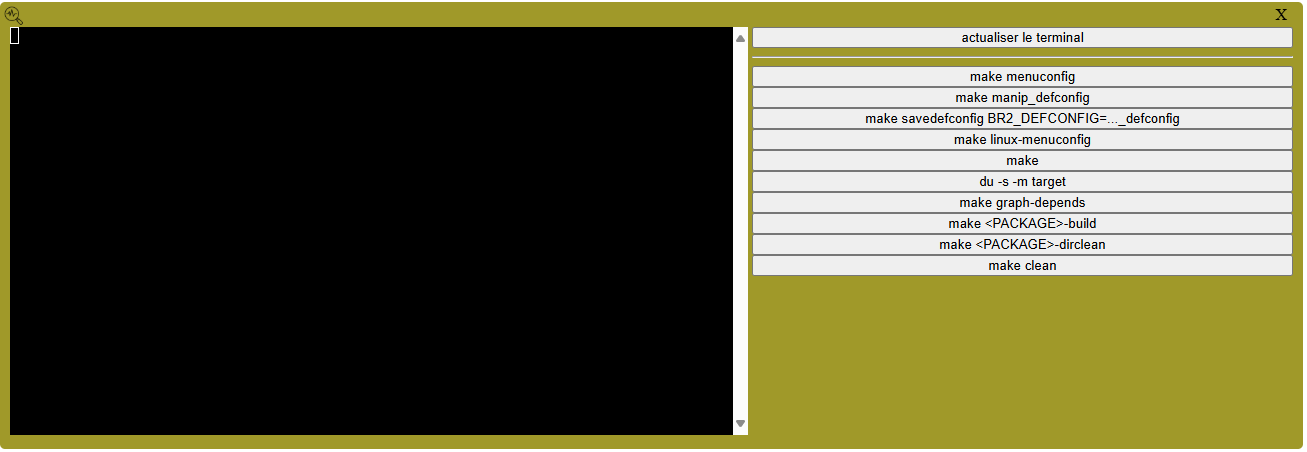 X
actualiser le terminal
make menuconfig
make manip_defconfig
make savedefconfig BR2_DEFCONFIG=..._defconfig
make linux-menuconfig
make
du -s -m target
make graph-depends
make <PACKAGE>-build
make <PACKAGE>-dirclean
make clean